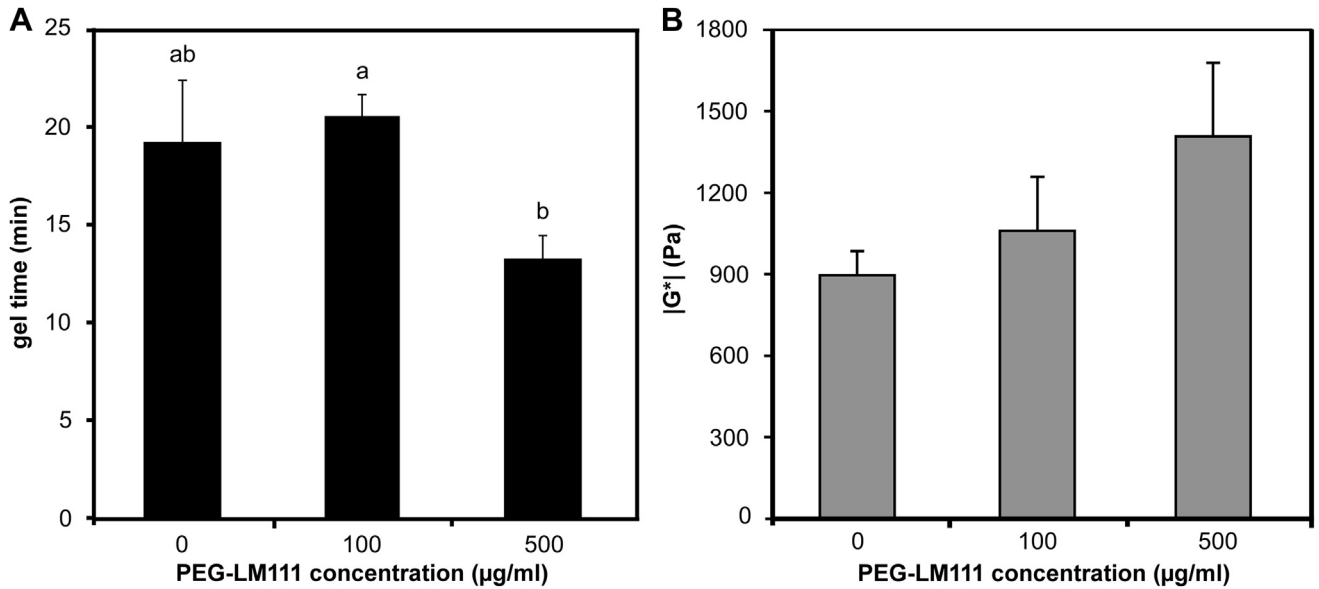 A
25
20
15
10
5
0
gel time (min)
ab
a
b
0 100 500
PEG-LM111 concentration (µg/ml)
B
1800
1500
1200
900
600
300
0
|G*| (Pa)
0 100 500
PEG-LM111 concentration (µg/ml)